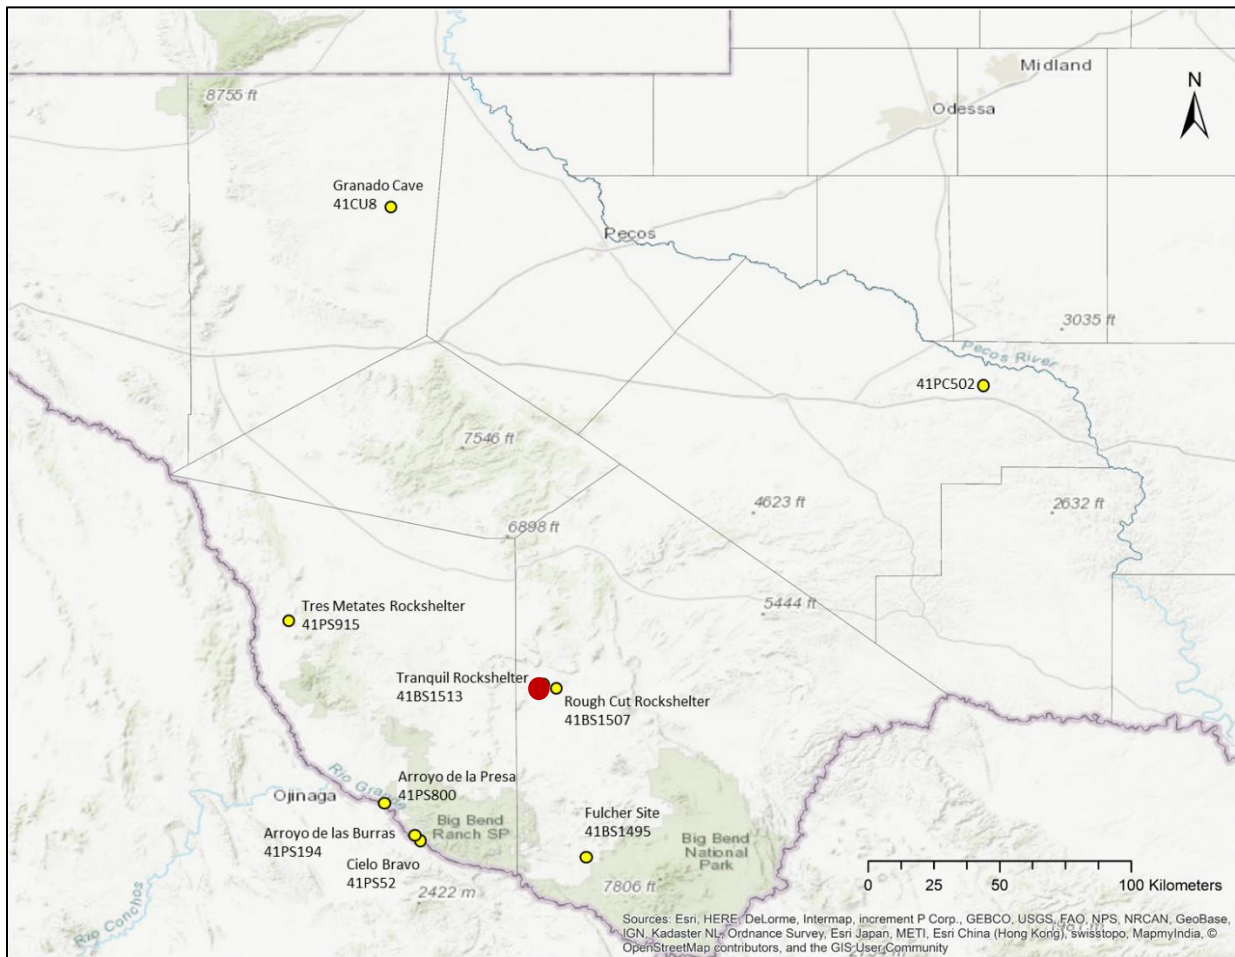 Midland
N
8755 ft
Odessa
Granado Cave
41CU8
Pecos
3035 ft
Pecos River
41PC502
7546 ft
4623 ft
2632 ft
6898 ft
Tres Metates Rockshelter
41PS915
5444 ft
Tranquil Rockshelter
41BS1513
Rough Cut Rockshelter
41BS1507
Rio Grande
Arroyo de la Presa
41PS800
Ojinaga
Fulcher Site
41BS1495
Big Bend
Ranch SP
Arroyo de las Burras
41PS194
Big Bend
National
Park
Cielo Bravo
41PS52
2422 m
7806 ft
0 25 50 100 Kilometers
Rio Conchos
Sources: Esri, HERE, DeLorme, Intermap, increment P Corp., GEBCO, USGS, FAO, NPS, NRCAN, GeoBase,
IGN, Kadaster NL, Ordnance Survey, Esri Japan, METI, Esri China (Hong Kong), swisstopo, MapmyIndia, ©
OpenStreetMap contributors, and the GIS User Community